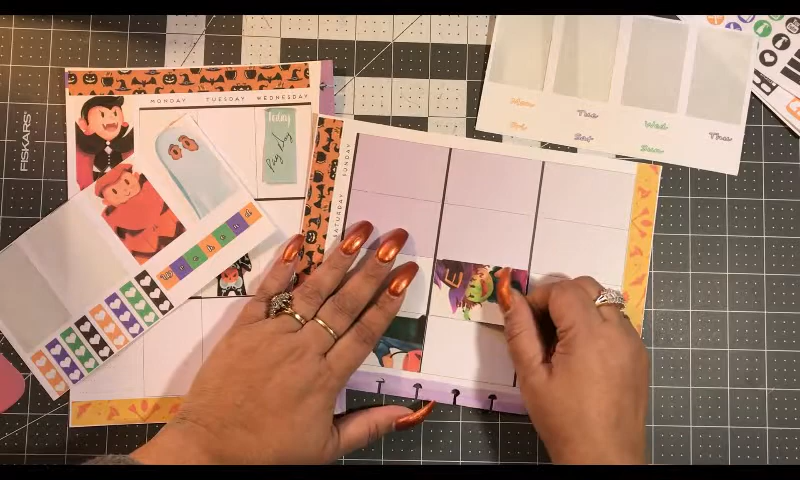 FISKARS
MONDAY TUESDAY WEDNESDAY
Today
Pay Day
SUNDAY
SATURDAY
Mon Tue Wed Thu
Fri Sat Sun